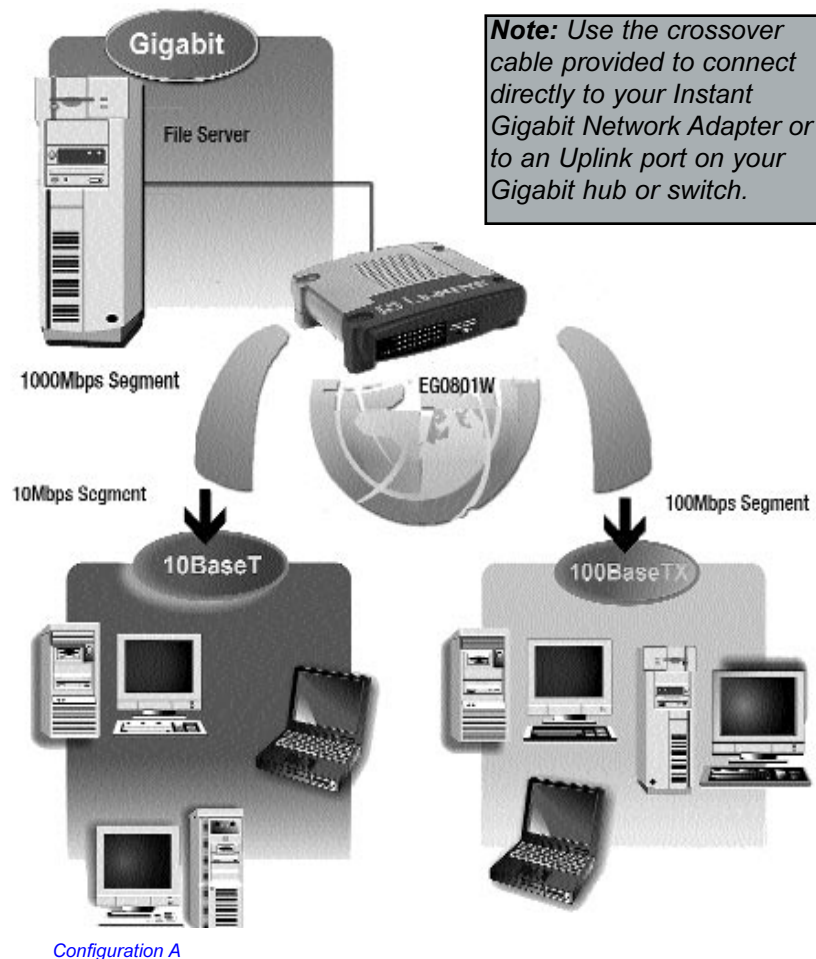 Gigabit
Note: Use the crossover
cable provided to connect
directly to your Instant
Gigabit Network Adapter or
to an Uplink port on your
Gigabit hub or switch.
File Server
1000Mbps Segment
EG0801W
10Mbps Segment
100Mbps Segment
10BaseT
100BaseTX
Configuration A